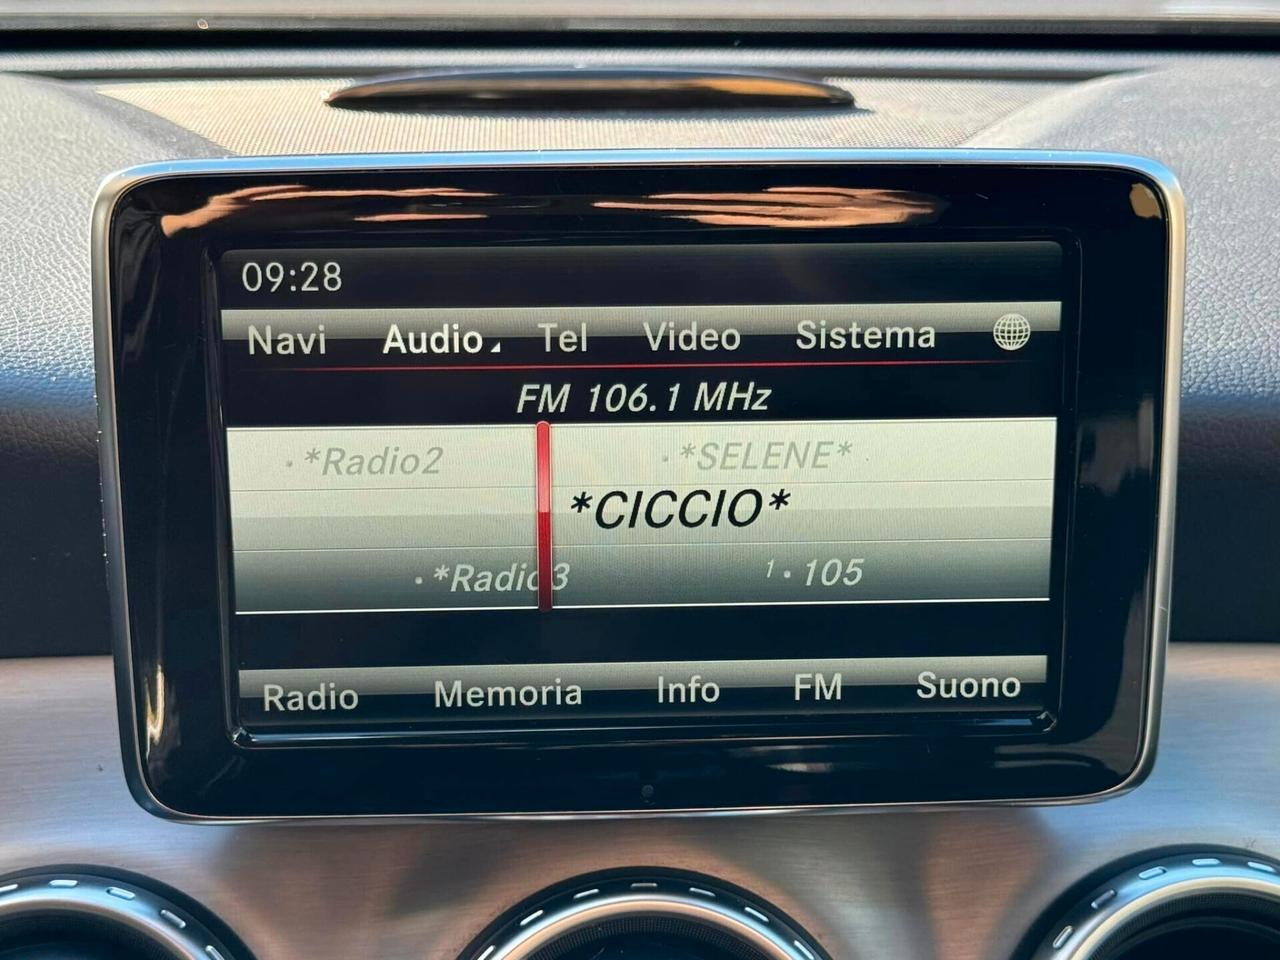 09:28
Navi Audio Tel Video Sistema
FM 106.1 MHz
*Radio2 *SELENE*
*CICCIO*
*Radio3 1 105
Radio Memoria Info FM Suono